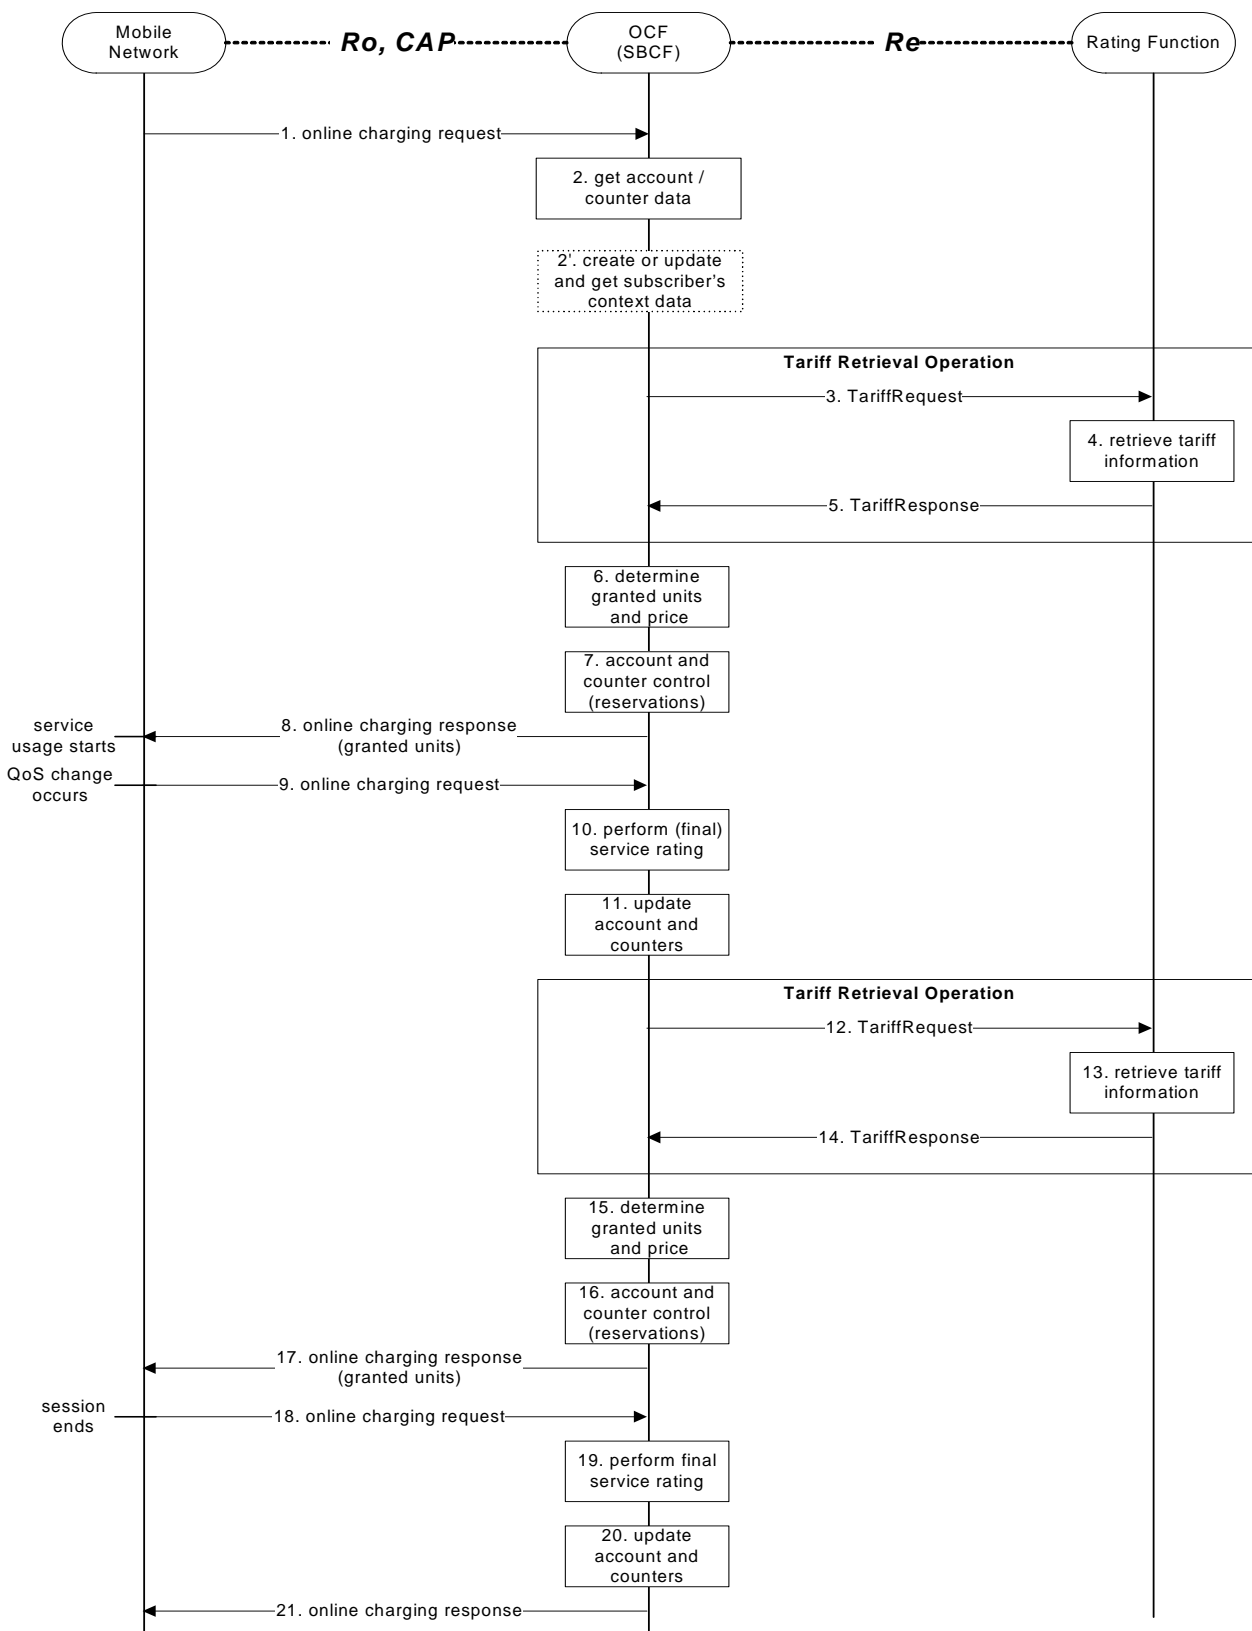 Mobile
Network
Ro, CAP
OCF
(SBCF)
Re
Rating Function
1. online charging request
2. get account /
counter data
2'. create or update
and get subscriber's
context data
Tariff Retrieval Operation
3. TariffRequest
4. retrieve tariff
information
5. TariffResponse
6. determine
granted units
and price
7. account and
counter control
(reservations)
service
usage starts
8. online charging response
(granted units)
QoS change
occurs
9. online charging request
10. perform (final)
service rating
11. update
account and
counters
Tariff Retrieval Operation
12. TariffRequest
13. retrieve tariff
information
14. TariffResponse
15. determine
granted units
and price
16. account and
counter control
(reservations)
17. online charging response
(granted units)
session
ends
18. online charging request
19. perform final
service rating
20. update
account and
counters
21. online charging response